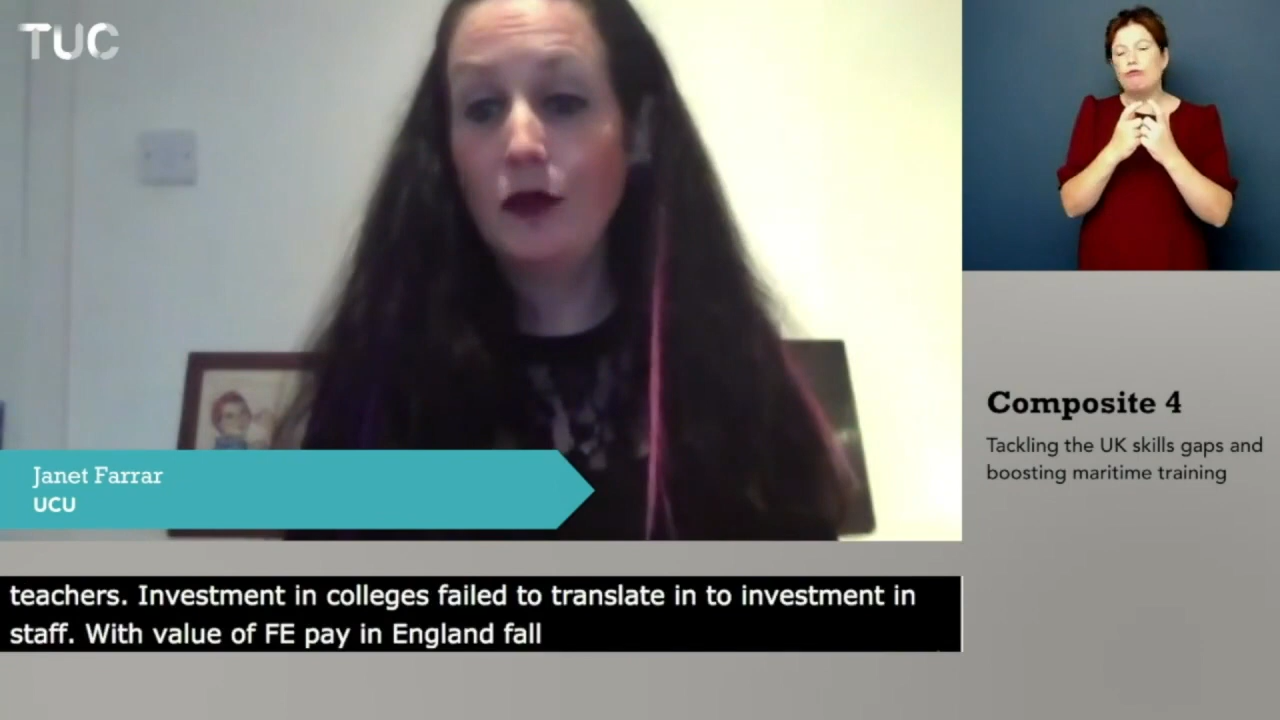 TUC
Janet Farrar
UCU
Composite 4
Tackling the UK skills gaps and
boosting maritime training
teachers. Investment in colleges failed to translate in to investment in
staff. With value of FE pay in England fall